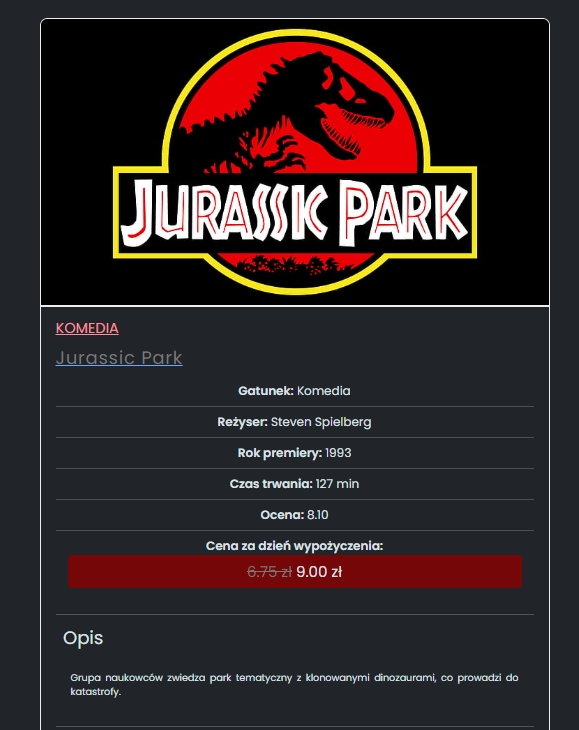 JURASSIC PARK
KOMEDIA
Jurassic Park
Gatunek: Komedia
Reżyser: Steven Spielberg
Rok premiery: 1993
Czas trwania: 127 min
Ocena: 8.10
Cena za dzień wypożyczenia:
6.75 zł 9.00 zł
Opis
Grupa naukowców zwiedza park tematyczny z klonowanymi dinozaurami, co prowadzi do
katastrofy.